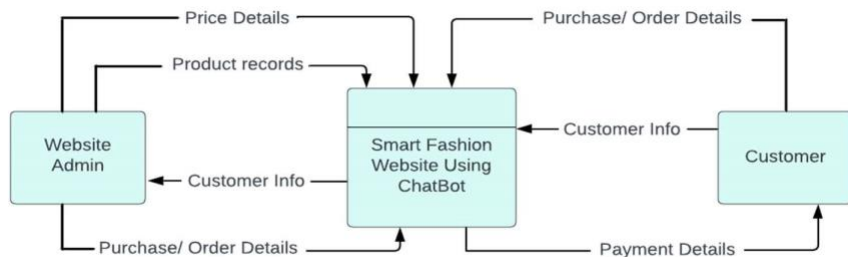 Price Details
Purchase/ Order Details
Product records
Website
Admin
Smart Fashion
Website Using
ChatBot
Customer Info
Customer
Customer Info
Purchase/ Order Details
Payment Details